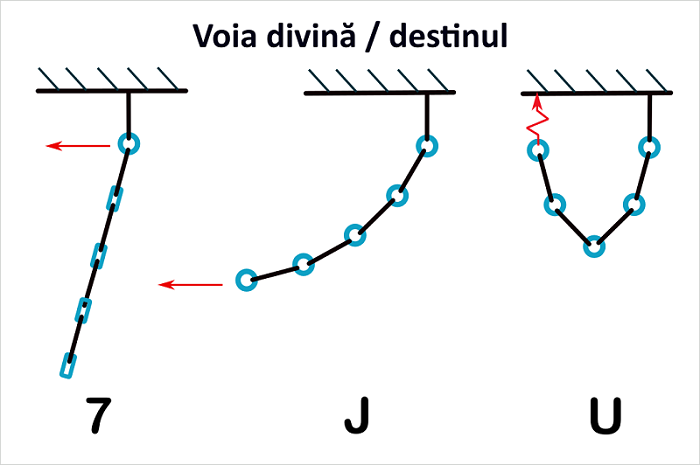 Voia divină / destinul
7 J U